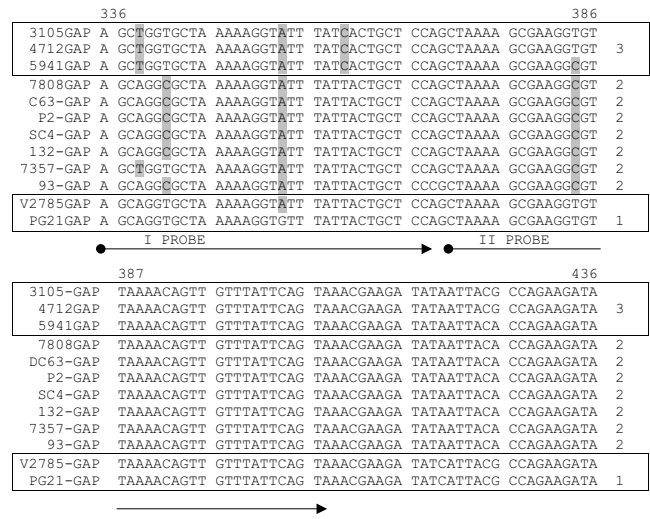 336 386
3105GAP A GCTGGTGCTA AAAAGGTATT TATCACTGCT CCAGCTAAAA GCGAAGGTGT
4712GAP A GCTGGTGCTA AAAAGGTATT TATCACTGCT CCAGCTAAAA GCGAAGGTGT 3
5941GAP A GCTGGTGCTA AAAAGGTATT TATCACTGCT CCAGCTAAAA GCGAAGGCGT
7808GAP A GCAGGCGCTA AAAAGGTATT TATTACTGCT CCAGCTAAAA GCGAAGGCGT 2
C63-GAP A GCAGGCGCTA AAAAGGTATT TATTACTGCT CCAGCTAAAA GCGAAGGCGT 2
P2-GAP A GCAGGCGCTA AAAAGGTATT TATTACTGCT CCAGCTAAAA GCGAAGGCGT 2
SC4-GAP A GCAGGCGCTA AAAAGGTATT TATTACTGCT CCAGCTAAAA GCGAAGGCGT 2
132-GAP A GCAGGCGCTA AAAAGGTATT TATTACTGCT CCAGCTAAAA GCGAAGGCGT 2
7357-GAP A GCTGGTGCTA AAAAGGTATT TATTACTGCT CCAGCTAAAA GCGAAGGCGT 2
93-GAP A GCAGGCGCTA AAAAGGTATT TATTACTGCT CCCGCTAAAA GCGAAGGCGT 2
V2785GAP A GCAGGTGCTA AAAAGGTATT TATTACTGCT CCAGCTAAAA GCGAAGGTGT
PG21GAP A GCAGGTGCTA AAAAGGTGTT TATTACTGCT CCAGCTAAAA GCGAAGGTGT 1
I PROBE II PROBE
387 436
3105-GAP TAAAACAGTT GTTTATTCAG TAAACGAAGA TATAATTACG CCAGAAGATA
4712GAP TAAAACAGTT GTTTATTCAG TAAACGAAGA TATAATTACG CCAGAAGATA 3
5941GAP TAAAACAGTT GTTTATTCAG TAAACGAAGA TATAATTACA CCAGAAGATA
7808GAP TAAAACAGTT GTTTATTCAG TAAACGAAGA TATAATTACA CCAGAAGATA 2
DC63-GAP TAAAACAGTT GTTTATTCAG TAAACGAAGA TATAATTACA CCAGAAGATA 2
P2-GAP TAAAACAGTT GTTTATTCAG TAAACGAAGA TATAATTACA CCAGAAGATA 2
SC4-GAP TAAAACAGTT GTTTATTCAG TAAACGAAGA TATAATTACA CCAGAAGATA 2
132-GAP TAAAACAGTT GTTTATTCAG TAAACGAAGA TATAATTACA CCAGAAGATA 2
7357-GAP TAAAACAGTT GTTTATTCAG TAAACGAAGA TATAATTACA CCAGAAGATA 2
93-GAP TAAAACAGTT GTTTATTCAG TAAACGAAGA TATAATTACA CCAGAAGATA 2
V2785-GAP TAAAACAGTT GTTTATTCAG TAAACGAAGA TATCATTACG CCAGAAGATA
PG21-GAP TAAAACAGTT GTTTATTCAG TAAACGAAGA TATCATTACG CCAGAAGATA 1